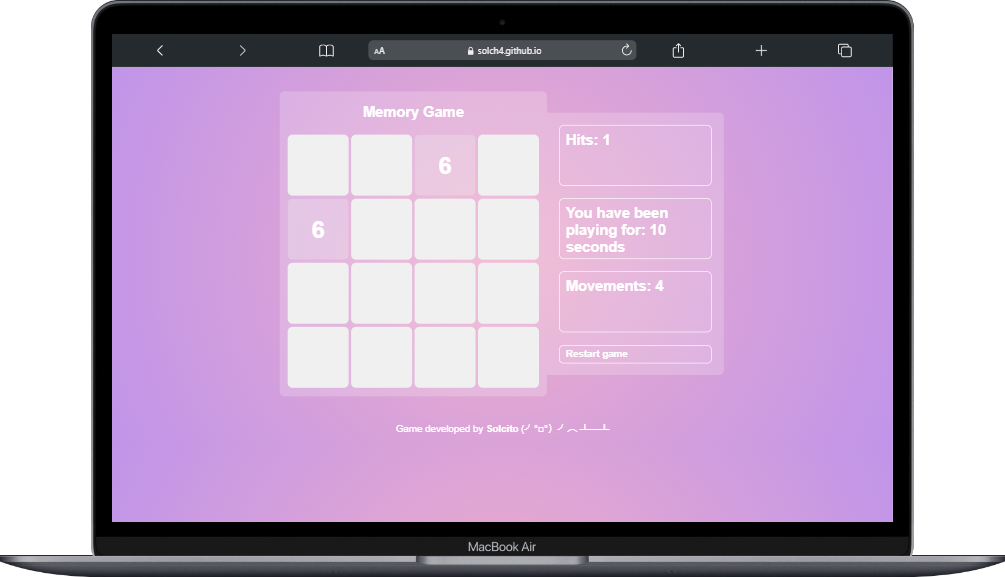 AA solch4.github.io
Memory Game
6
6
Hits: 1
You have been
playing for: 10
seconds
Movements: 4
Restart game
Game developed by Solcito (╯°□°)╯︵ ┻━┻
MacBook Air